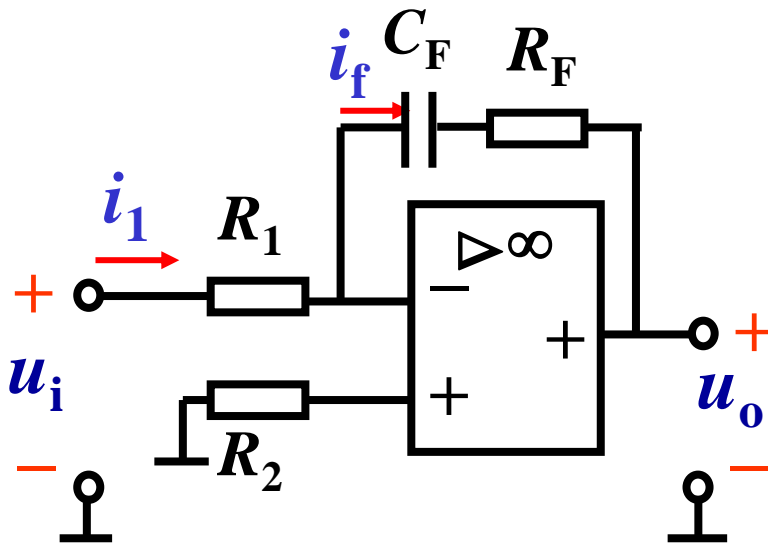 C_F
R_F
i_f
i_1
R_1
▷ ∞
−
+
+
+
u_i
−
R_2
+
u_o
−